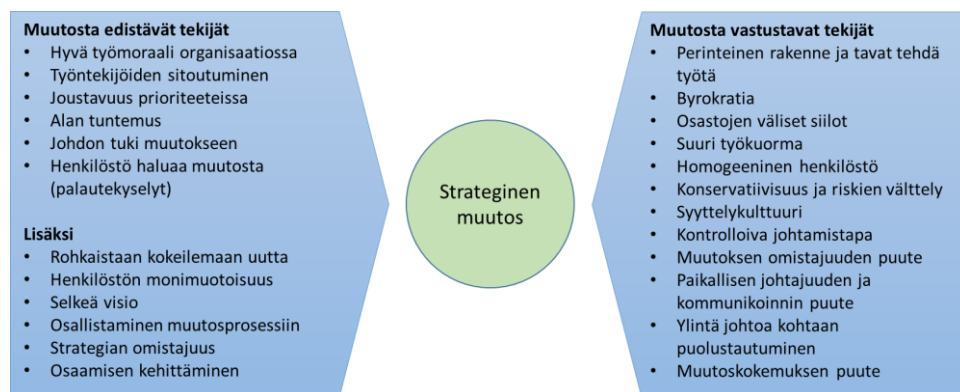 Muutosta edistävät tekijät
• Hyvä työmoraali organisaatiossa
• Työntekijöiden sitoutuminen
• Joustavuus prioriteeteissa
• Alan tuntemus
• Johdon tuki muutokseen
• Henkilöstö haluaa muutosta
(palautekyselyt)
Lisäksi
• Rohkaistaan kokeilemaan uutta
• Henkilöstön monimuotoisuus
• Selkeä visio
• Osallistaminen muutosprosessiin
• Strategian omistajuus
• Osaamisen kehittäminen
Strateginen
muutos
Muutosta vastustavat tekijät
• Perinteinen rakenne ja tavat tehdä
työtä
• Byrokratia
• Osastojen väliset siilot
• Suuri työkuorma
• Homogeeninen henkilöstö
• Konservatiivisuus ja riskien välttely
• Syyttelykulttuuri
• Kontrolloiva johtamistapa
• Muutoksen omistajuuden puute
• Paikallisen johtajuuden ja
kommunikoinnin puute
• Ylintä johtoa kohtaan
puolustautuminen
• Muutoskokemuksen puute